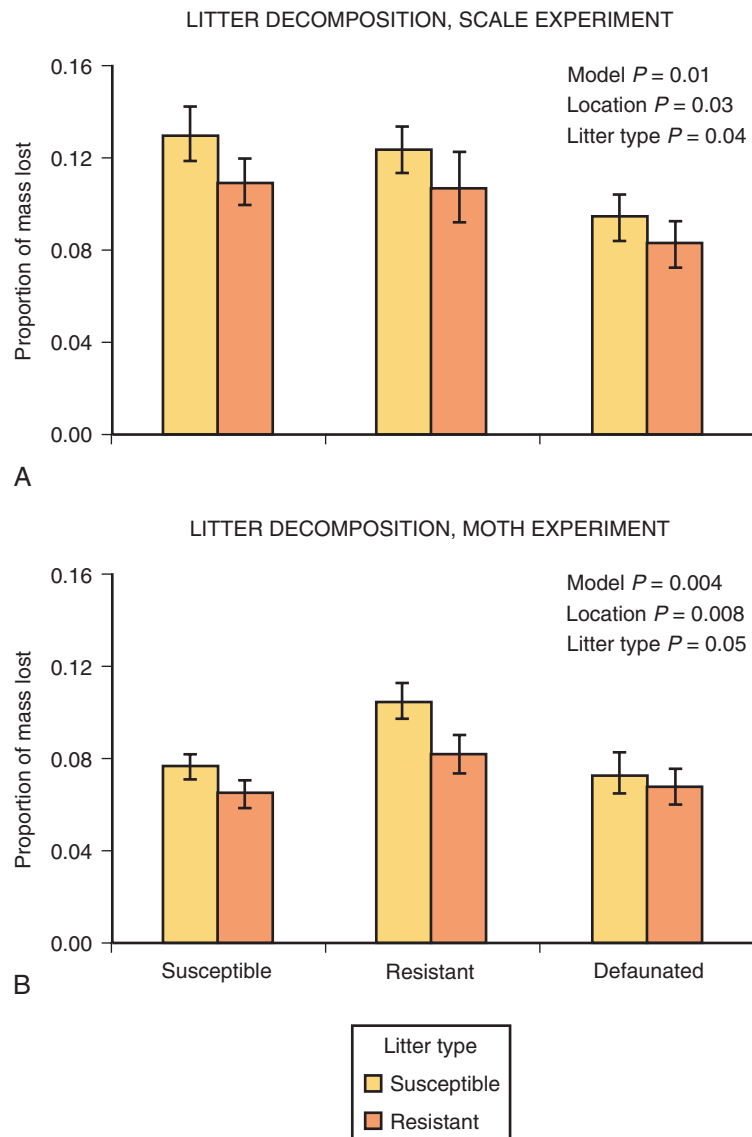 LITTER DECOMPOSITION, SCALE EXPERIMENT
Proportion of mass lost
0.16
0.12
0.08
0.04
0.00
Model P = 0.01
Location P = 0.03
Litter type P = 0.04
A
LITTER DECOMPOSITION, MOTH EXPERIMENT
Proportion of mass lost
0.16
0.12
0.08
0.04
0.00
Model P = 0.004
Location P = 0.008
Litter type P = 0.05
Susceptible Resistant Defaunated
B
Litter type
Susceptible
Resistant